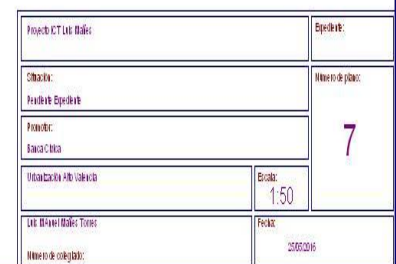 Proyecto ICT Luis Mañes
Expediente:
Situación:
Pendiente Expediente
Número de plano:
7
Promotor:
Banca Cívica
Urbanización Alto Valencia
Escala:
1:50
Luis Manuel Mañes Torres
Fecha:
25/05/2016
Número de colegiado: